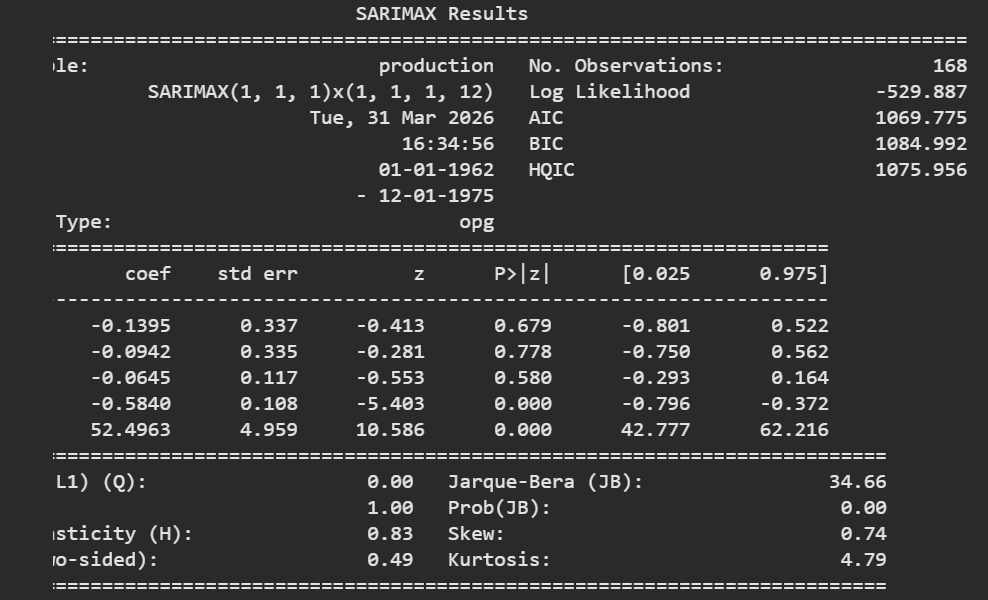 SARIMAX Results
==============================================================================
ble: production No. Observations: 168
SARIMAX(1, 1, 1)x(1, 1, 1, 12) Log Likelihood -529.887
Tue, 31 Mar 2026 AIC 1069.775
16:34:56 BIC 1084.992
01-01-1962 HQIC 1075.956
- 12-01-1975
Type: opg
==================================================================
coef std err z P>|z| [0.025 0.975]
------------------------------------------------------------------
-0.1395 0.337 -0.413 0.679 -0.801 0.522
-0.0942 0.335 -0.281 0.778 -0.750 0.562
-0.0645 0.117 -0.553 0.580 -0.293 0.164
-0.5840 0.108 -5.403 0.000 -0.796 -0.372
52.4963 4.959 10.586 0.000 42.777 62.216
=======================================================================
L1) (Q): 0.00 Jarque-Bera (JB): 34.66
1.00 Prob(JB): 0.00
sticity (H): 0.83 Skew: 0.74
wo-sided): 0.49 Kurtosis: 4.79
=======================================================================